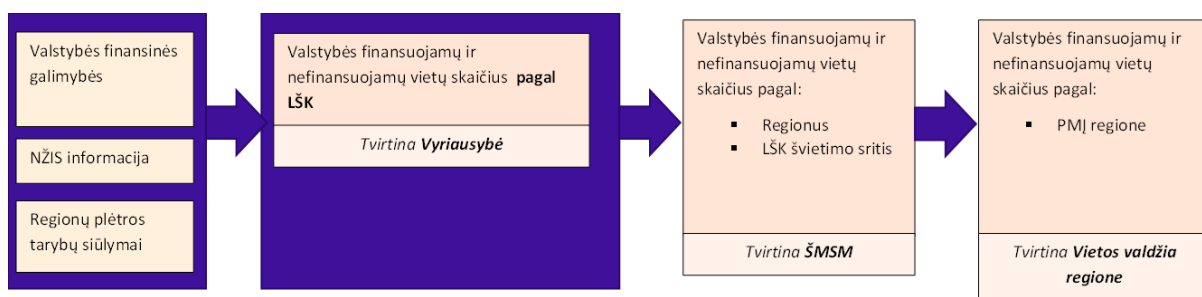 Valstybės finansinės
galimybės
NŽIS informacija
Regionų plėtros
tarybų siūlymai
Valstybės finansuojamų ir
nefinansuojamų vietų skaičius pagal
LŠK
Tvirtina Vyriausybė
Valstybės finansuojamų ir
nefinansuojamų vietų
skaičius pagal:
▪ Regionus
▪ LŠK švietimo sritis
Tvirtina ŠMSM
Valstybės finansuojamų ir
nefinansuojamų vietų
skaičius pagal:
▪ PMĮ regione
Tvirtina Vietos valdžia
regione